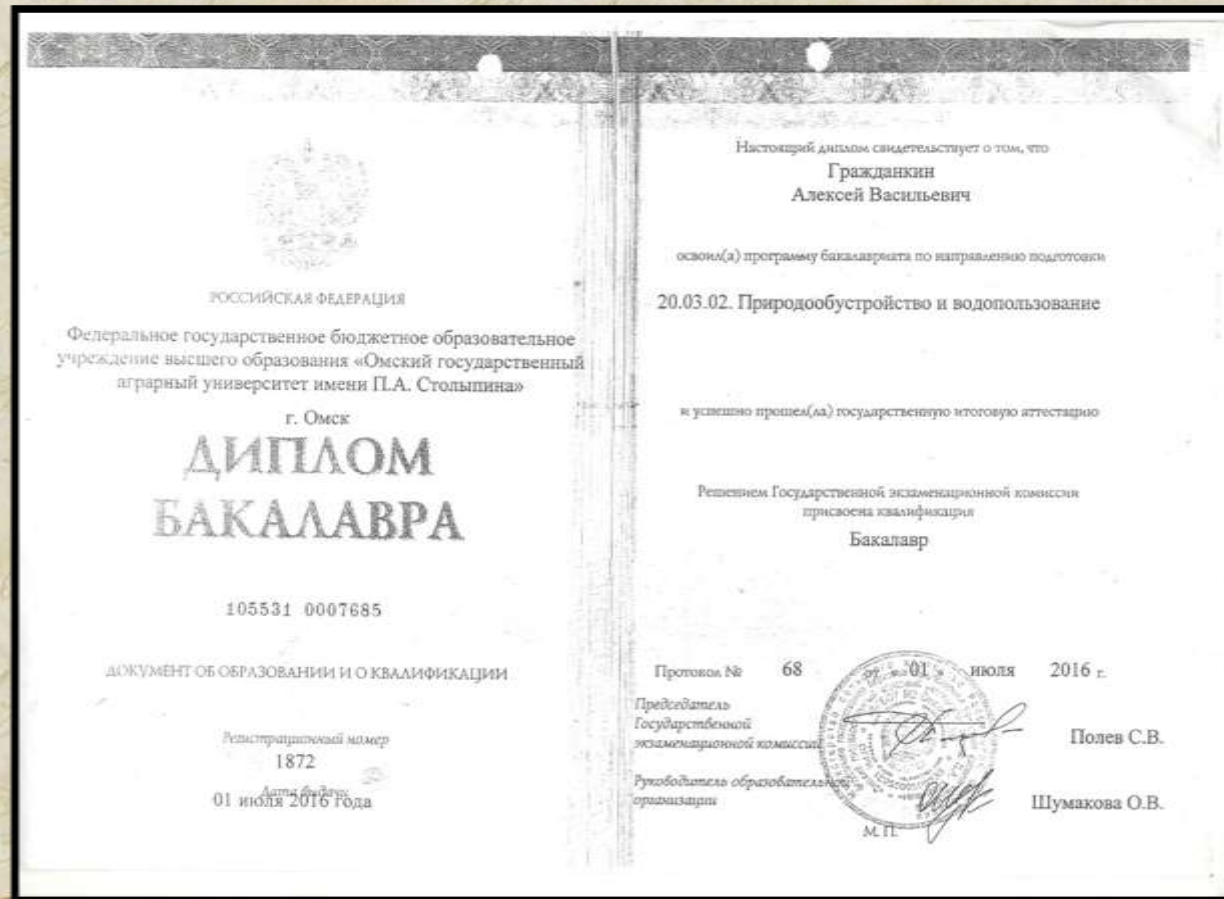 РОССИЙСКАЯ ФЕДЕРАЦИЯ
Федеральное государственное бюджетное образовательное
учреждение высшего образования «Омский государственный
аграрный университет имени П.А. Столыпина»
г. Омск
ДИПЛОМ
БАКАЛАВРА
105531 0007685
ДОКУМЕНТ ОБ ОБРАЗОВАНИИ И О КВАЛИФИКАЦИИ
Регистрационный номер
1872
Дата выдачи
01 июля 2016 года
Настоящий диплом свидетельствует о том, что
Гражданкин
Алексей Васильевич
освоил(а) программу бакалавриата по направлению подготовки
20.03.02. Природообустройство и водопользование
и успешно прошел(ла) государственную итоговую аттестацию
Решением Государственной экзаменационной комиссии
присвоена квалификация
Бакалавр
Протокол № 68 от « 01 » июля 2016 г.
Председатель
Государственной
экзаменационной комиссии
Полев С.В.
Руководитель образовательной
организации
Шумакова О.В.
М. П.